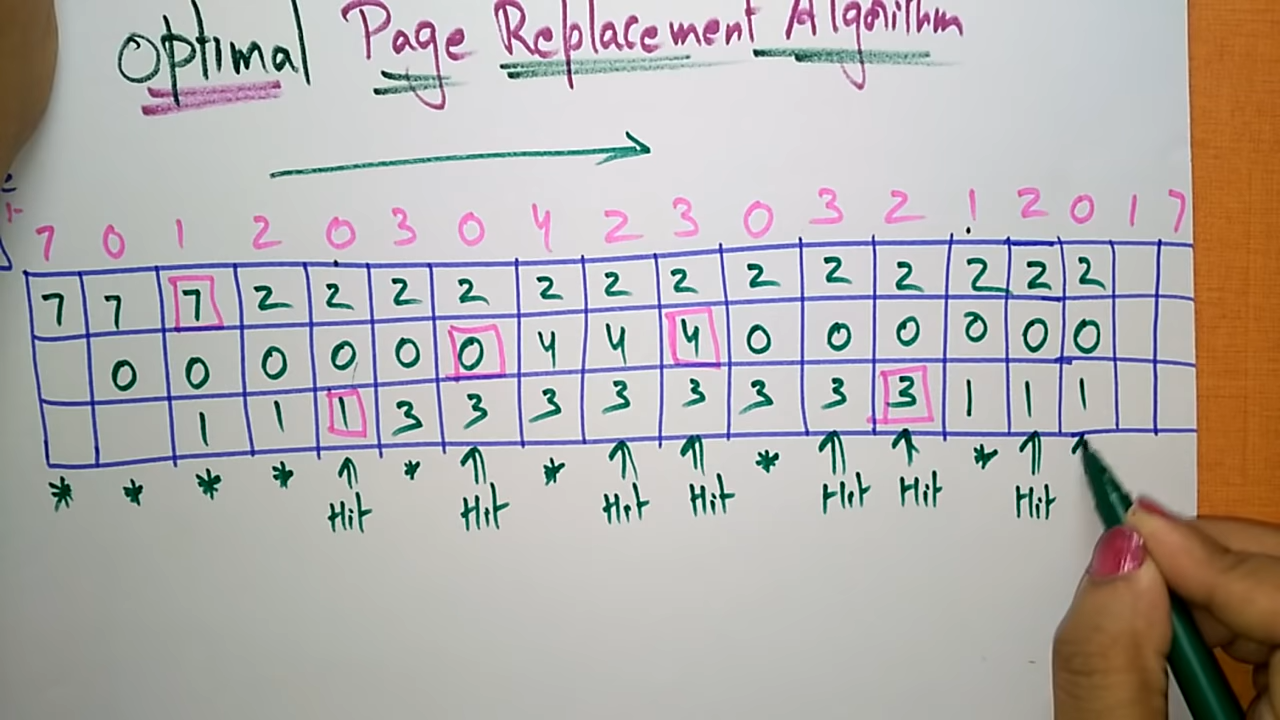 Optimal Page Replacement Algorithm
7 0 1 2 0 3 0 4 2 3 0 3 2 1 2 0 1 7
7 7 7 2 2 2 2 2 2 2 2 2 2 2 2 2
0 0 0 0 0 0 4 4 4 0 0 0 0 0 0
1 1 1 3 3 3 3 3 3 3 3 1 1 1
* * * * * * * *
Hit Hit Hit Hit Hit Hit Hit